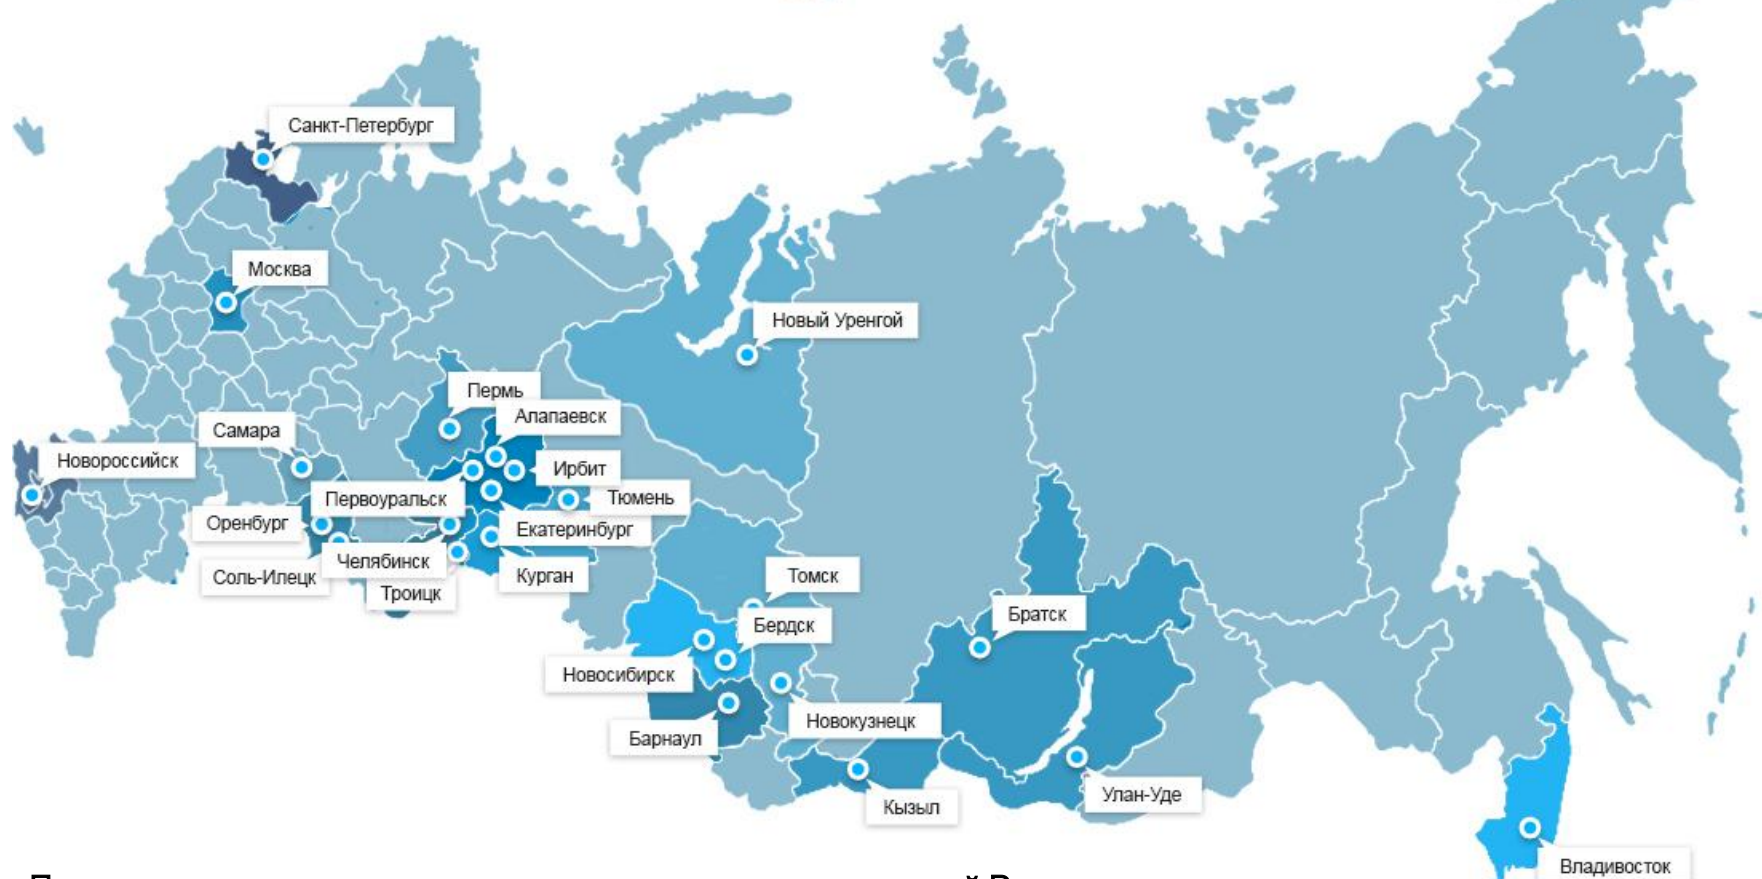 Санкт-Петербург
Москва
Новый Уренгой
Пермь
Алапаевск
Самара
Новороссийск
Ирбит
Первоуральск
Тюмень
Оренбург
Екатеринбург
Челябинск
Соль-Илецк
Курган
Троицк
Томск
Братск
Бердск
Новосибирск
Новокузнецк
Барнаул
Улан-Уде
Кызыл
Владивосток